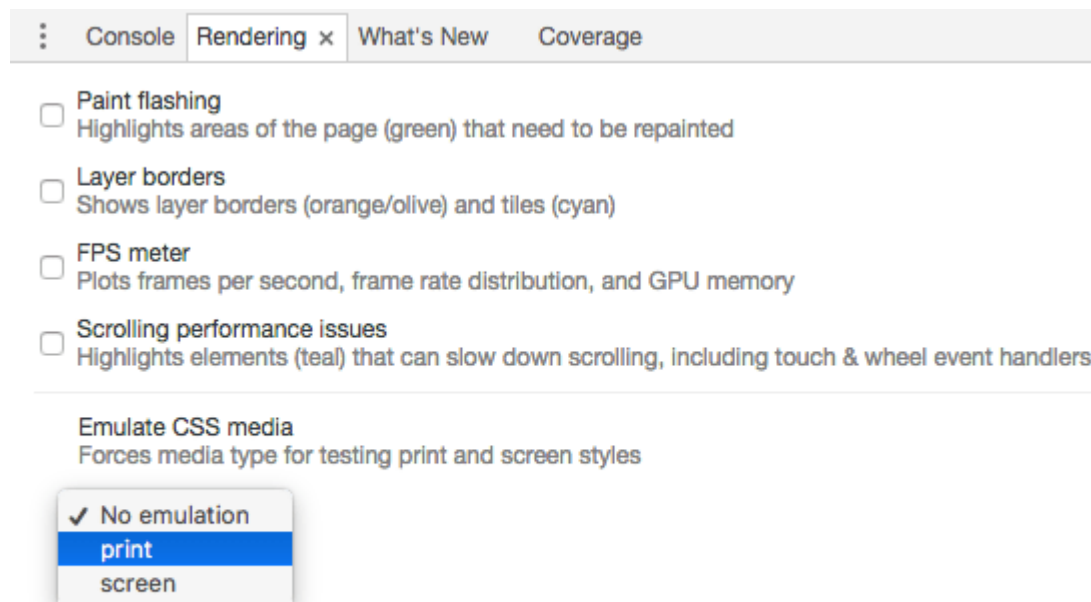 Console Rendering × What's New Coverage
Paint flashing
Highlights areas of the page (green) that need to be repainted
Layer borders
Shows layer borders (orange/olive) and tiles (cyan)
FPS meter
Plots frames per second, frame rate distribution, and GPU memory
Scrolling performance issues
Highlights elements (teal) that can slow down scrolling, including touch & wheel event handlers
Emulate CSS media
Forces media type for testing print and screen styles
✓ No emulation
print
screen